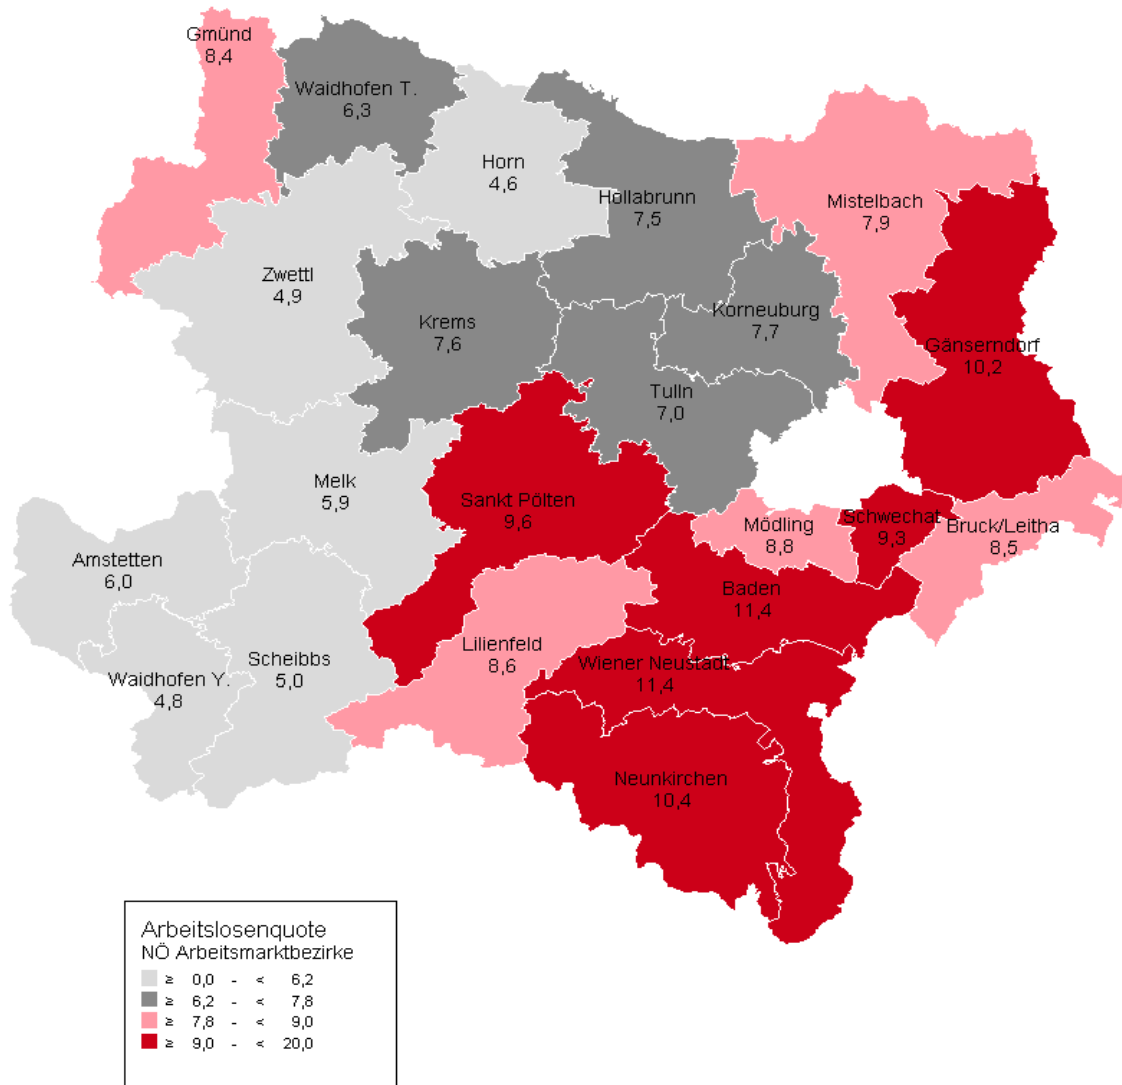 Gmünd
8,4
Waidhofen T.
6,3
Horn
4,6
Hollabrunn
7,5
Mistelbach
7,9
Zwettl
4,9
Krems
7,6
Korneuburg
7,7
Gänserndorf
10,2
Tulln
7,0
Melk
5,9
Sankt Pölten
9,6
Mödling
8,8
Schwechat
9,3
Bruck/Leitha
8,5
Amstetten
6,0
Baden
11,4
Lilienfeld
8,6
Scheibbs
5,0
Wiener Neustadt
11,4
Waidhofen Y.
4,8
Neunkirchen
10,4
Arbeitslosenquote
NÖ Arbeitsmarktbezirke
≥ 0,0 - < 6,2
≥ 6,2 - < 7,8
≥ 7,8 - < 9,0
≥ 9,0 - < 20,0